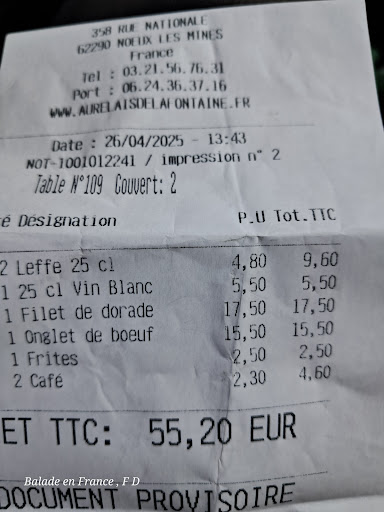 358 RUE NATIONALE
62290 NOEUX LES MINES
France
Tel : 03.21.56.76.31
Port : 06.24.36.37.16
WWW.AURELAISDELAFONTAINE.FR
Date : 26/04/2025 - 13:43
NOT-1001012241 / impression n° 2
Table N°109 Couvert: 2
é Désignation P.U Tot.TTC
2 Leffe 25 cl 4,80 9,60
1 25 cl Vin Blanc 5,50 5,50
1 Filet de dorade 17,50 17,50
1 Onglet de boeuf 15,50 15,50
1 Frites 2,50 2,50
2 Café 2,30 4,60
ET TTC: 55,20 EUR
Balade en France , F D
DOCUMENT PROVISOIRE